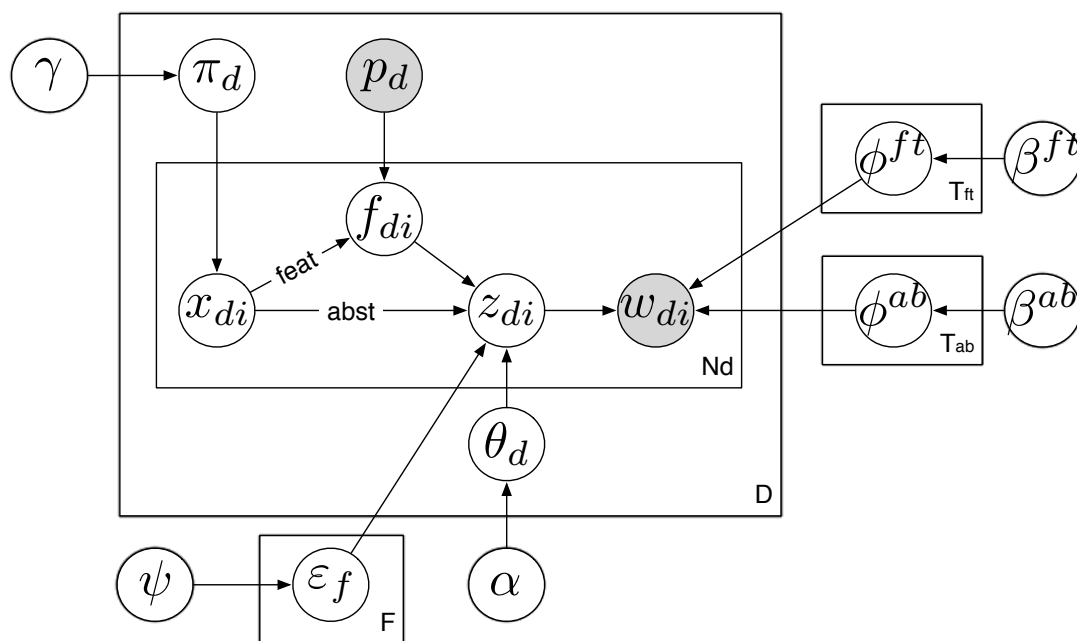 γ
π_d
p_d
ϕ^{ft}
β^{ft}
T_{ft}
f_{di}
feat
x_{di}
abst
z_{di}
w_{di}
ϕ^{ab}
β^{ab}
T_{ab}
Nd
θ_d
D
ψ
ε_f
F
α